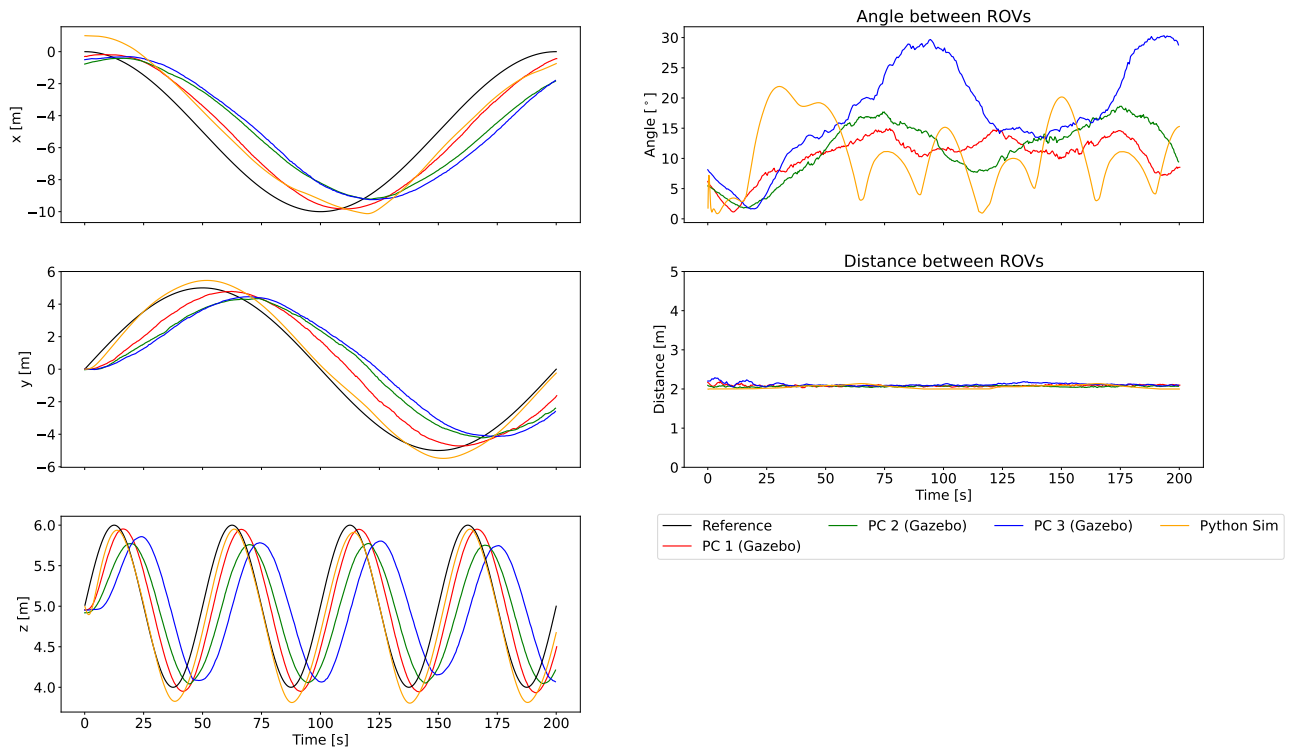 0
−2
−4
−6
−8
−10
x [m]
6
4
2
0
−2
−4
−6
y [m]
6.0
5.5
5.0
4.5
4.0
z [m]
0 25 50 75 100 125 150 175 200
Time [s]
Angle between ROVs
30
25
20
15
10
5
0
Angle [°]
Distance between ROVs
5
4
3
2
1
0
Distance [m]
0 25 50 75 100 125 150 175 200
Time [s]
Reference PC 2 (Gazebo) PC 3 (Gazebo) Python Sim
PC 1 (Gazebo)